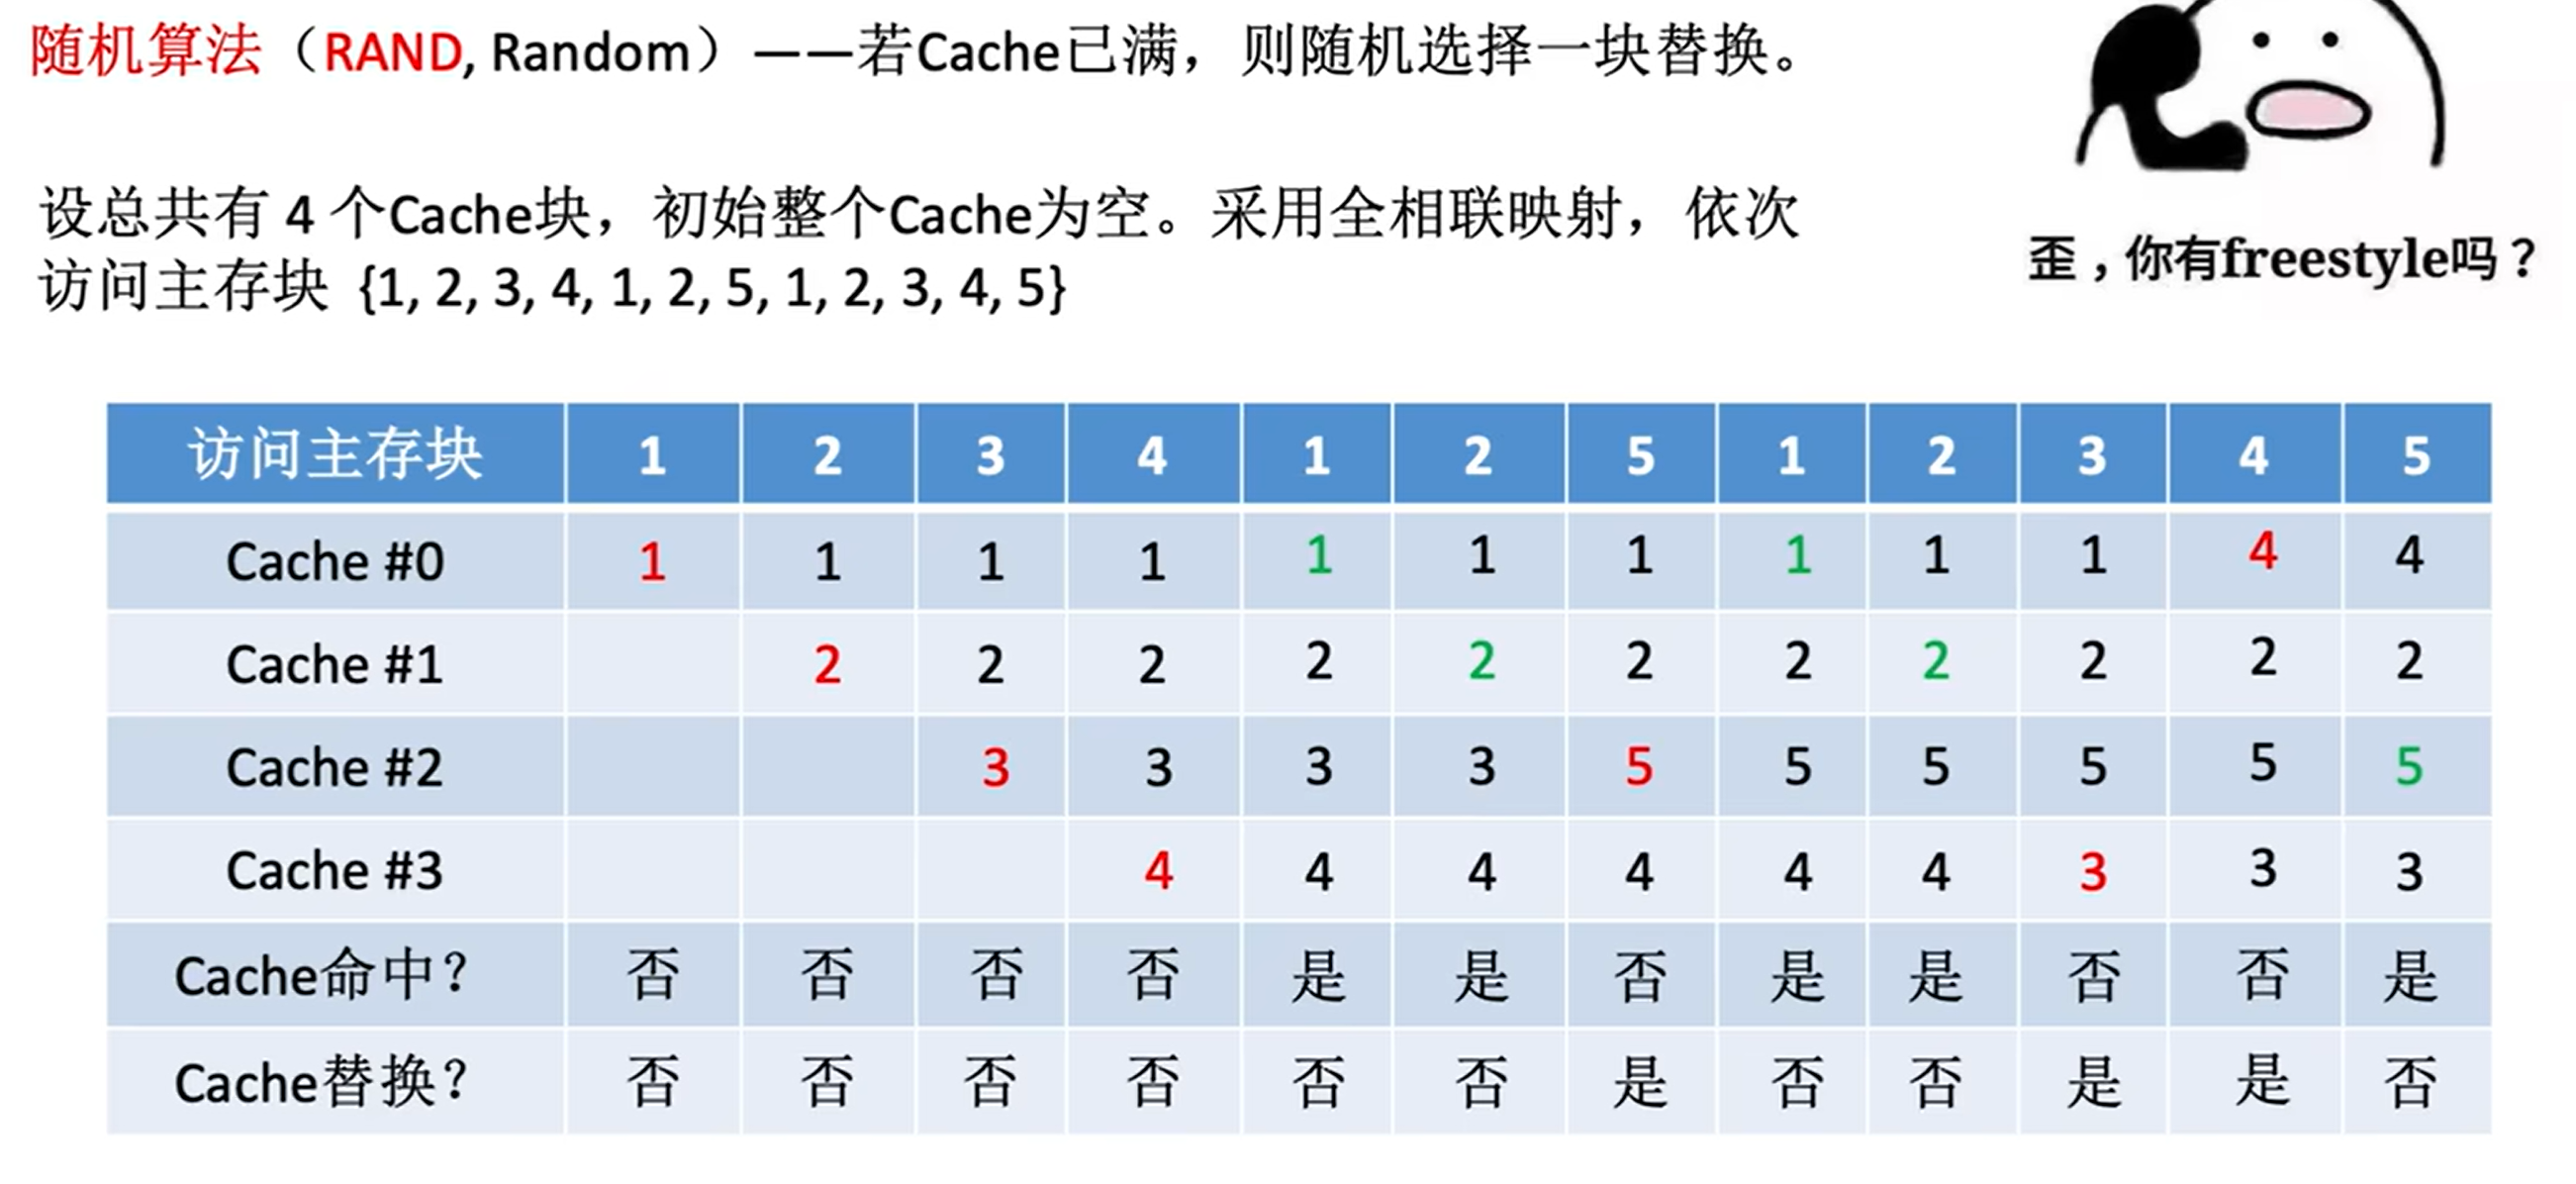 随机算法（RAND, Random）——若Cache已满，则随机选择一块替换。
设总共有 4 个Cache块，初始整个Cache为空。采用全相联映射，依次
访问主存块 {1, 2, 3, 4, 1, 2, 5, 1, 2, 3, 4, 5}
歪，你有freestyle吗？
访问主存块 1 2 3 4 1 2 5 1 2 3 4 5
Cache #0 1 1 1 1 1 1 1 1 1 1 4 4
Cache #1 2 2 2 2 2 2 2 2 2 2 2
Cache #2 3 3 3 3 5 5 5 5 5 5
Cache #3 4 4 4 4 4 4 3 3 3
Cache命中？ 否 否 否 否 是 是 否 是 是 否 否 是
Cache替换？ 否 否 否 否 否 否 是 否 否 是 是 否